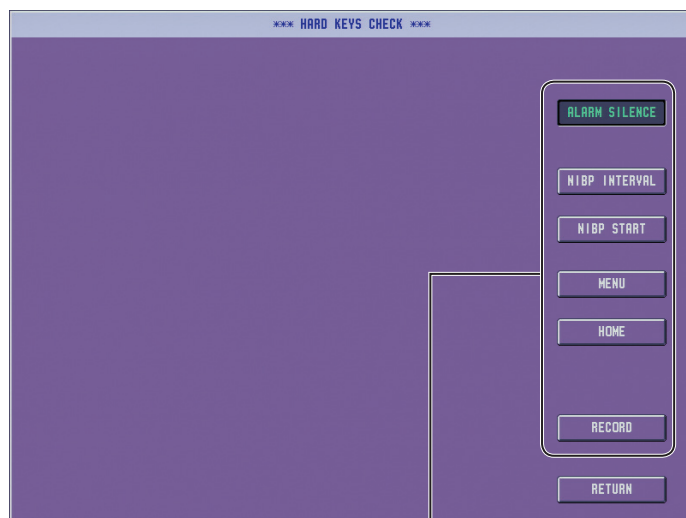 *** HARD KEYS CHECK ***
ALARM SILENCE
NIBP INTERVAL
NIBP START
MENU
HOME
RECORD
RETURN